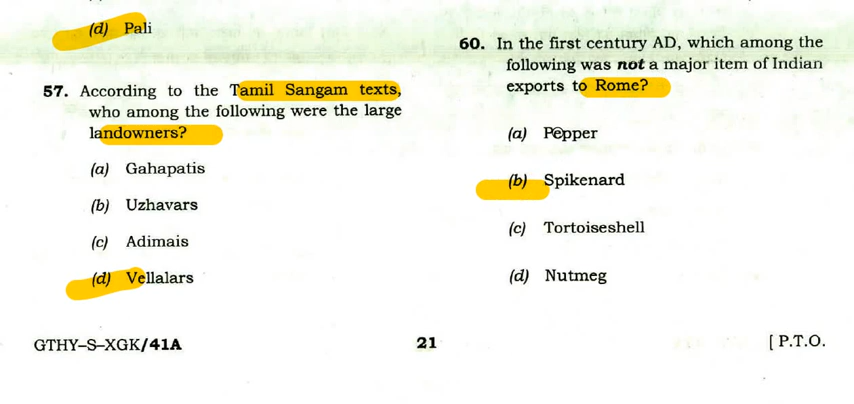 (d) Pali
57. According to the Tamil Sangam texts,
who among the following were the large
landowners?
(a) Gahapatis
(b) Uzhavars
(c) Adimais
(d) Vellalars
60. In the first century AD, which among the
following was not a major item of Indian
exports to Rome?
(a) Pepper
(b) Spikenard
(c) Tortoiseshell
(d) Nutmeg
GTHY–S–XGK/41A
21
[ P.T.O.